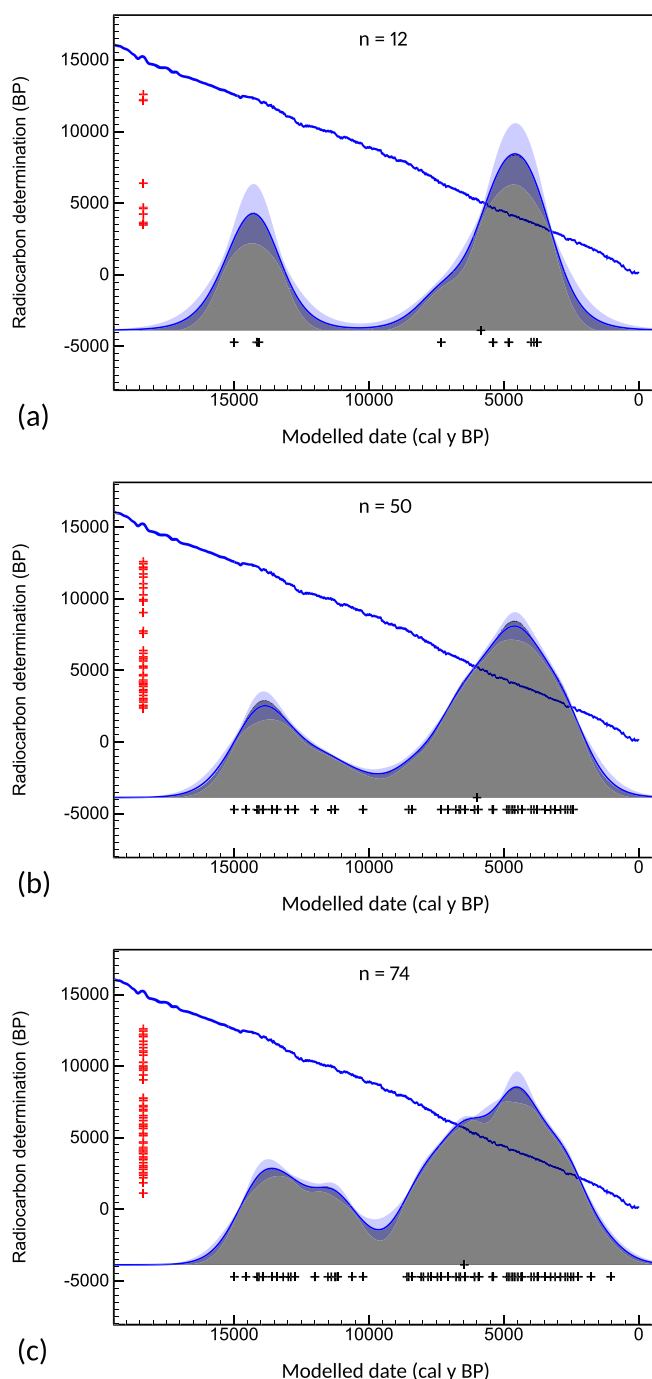 n = 12
15000
10000
5000
0
-5000
Radiocarbon determination (BP)
15000 10000 5000 0
Modelled date (cal y BP)
(a)
n = 50
15000
10000
5000
0
-5000
Radiocarbon determination (BP)
15000 10000 5000 0
Modelled date (cal y BP)
(b)
n = 74
15000
10000
5000
0
-5000
Radiocarbon determination (BP)
15000 10000 5000 0
Modelled date (cal y BP)
(c)